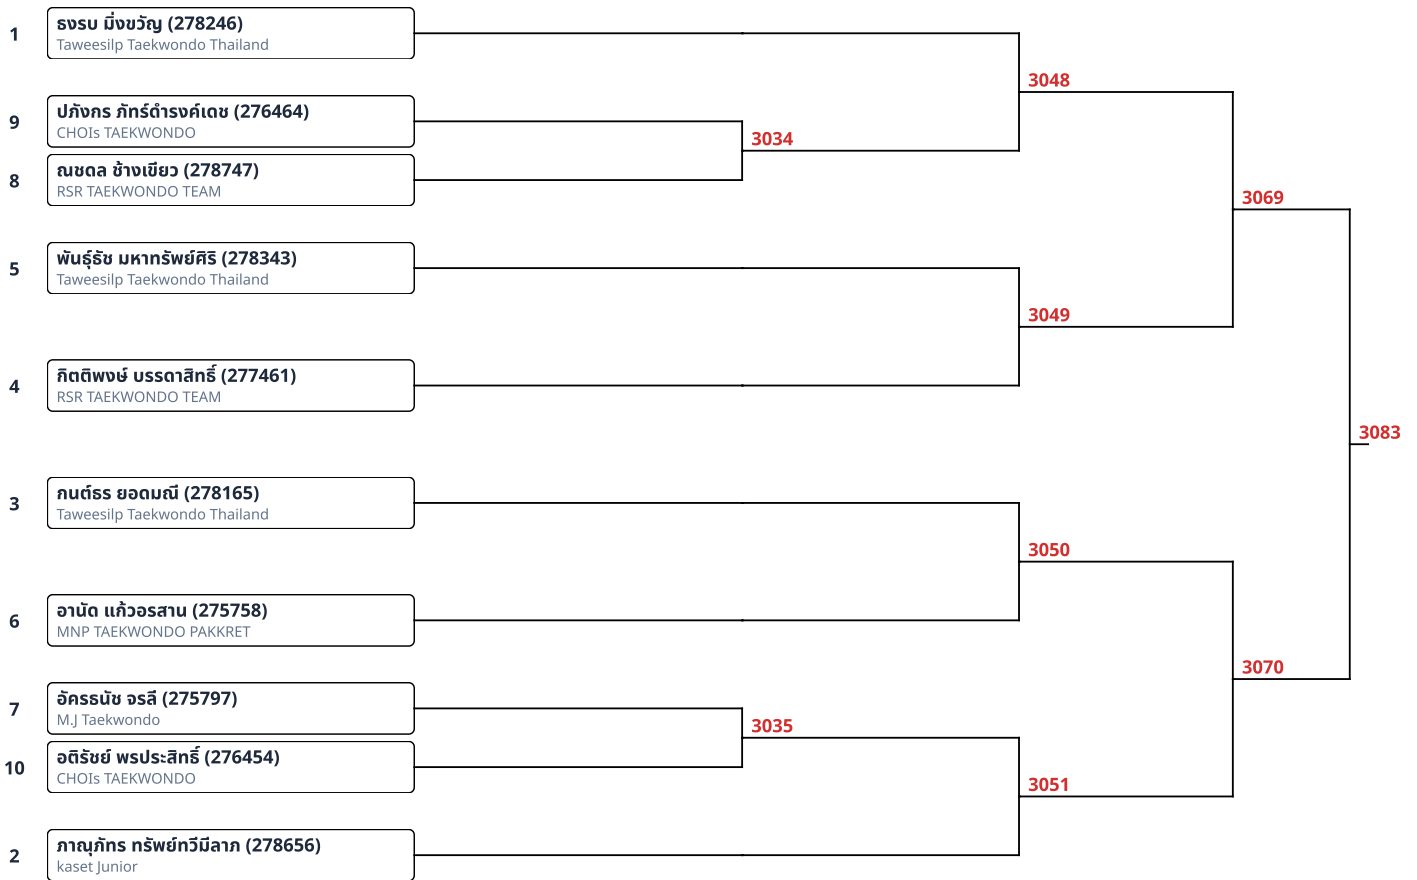 1
ธงรบ มิ่งขวัญ (278246)
Taweesilp Taekwondo Thailand
3048
9
ปภังกร ภัทร์ดำรงค์เดช (276464)
CHOIs TAEKWONDO
3034
8
ณชดล ช้างเขียว (278747)
RSR TAEKWONDO TEAM
3069
5
พันธุ์ธัช มหาทรัพย์ศิริ (278343)
Taweesilp Taekwondo Thailand
3049
4
กิตติพงษ์ บรรดาสิทธิ์ (277461)
RSR TAEKWONDO TEAM
3083
3
กนต์ธร ยอดมณี (278165)
Taweesilp Taekwondo Thailand
3050
6
อานัด แก้วอรสาน (275758)
MNP TAEKWONDO PAKKRET
3070
7
อัครธนัช จรลี (275797)
M.J Taekwondo
3035
10
อติรัชย์ พรประสิทธิ์ (276454)
CHOIs TAEKWONDO
3051
2
ภาณุภัทร ทรัพย์ทวีมีลาภ (278656)
kaset Junior